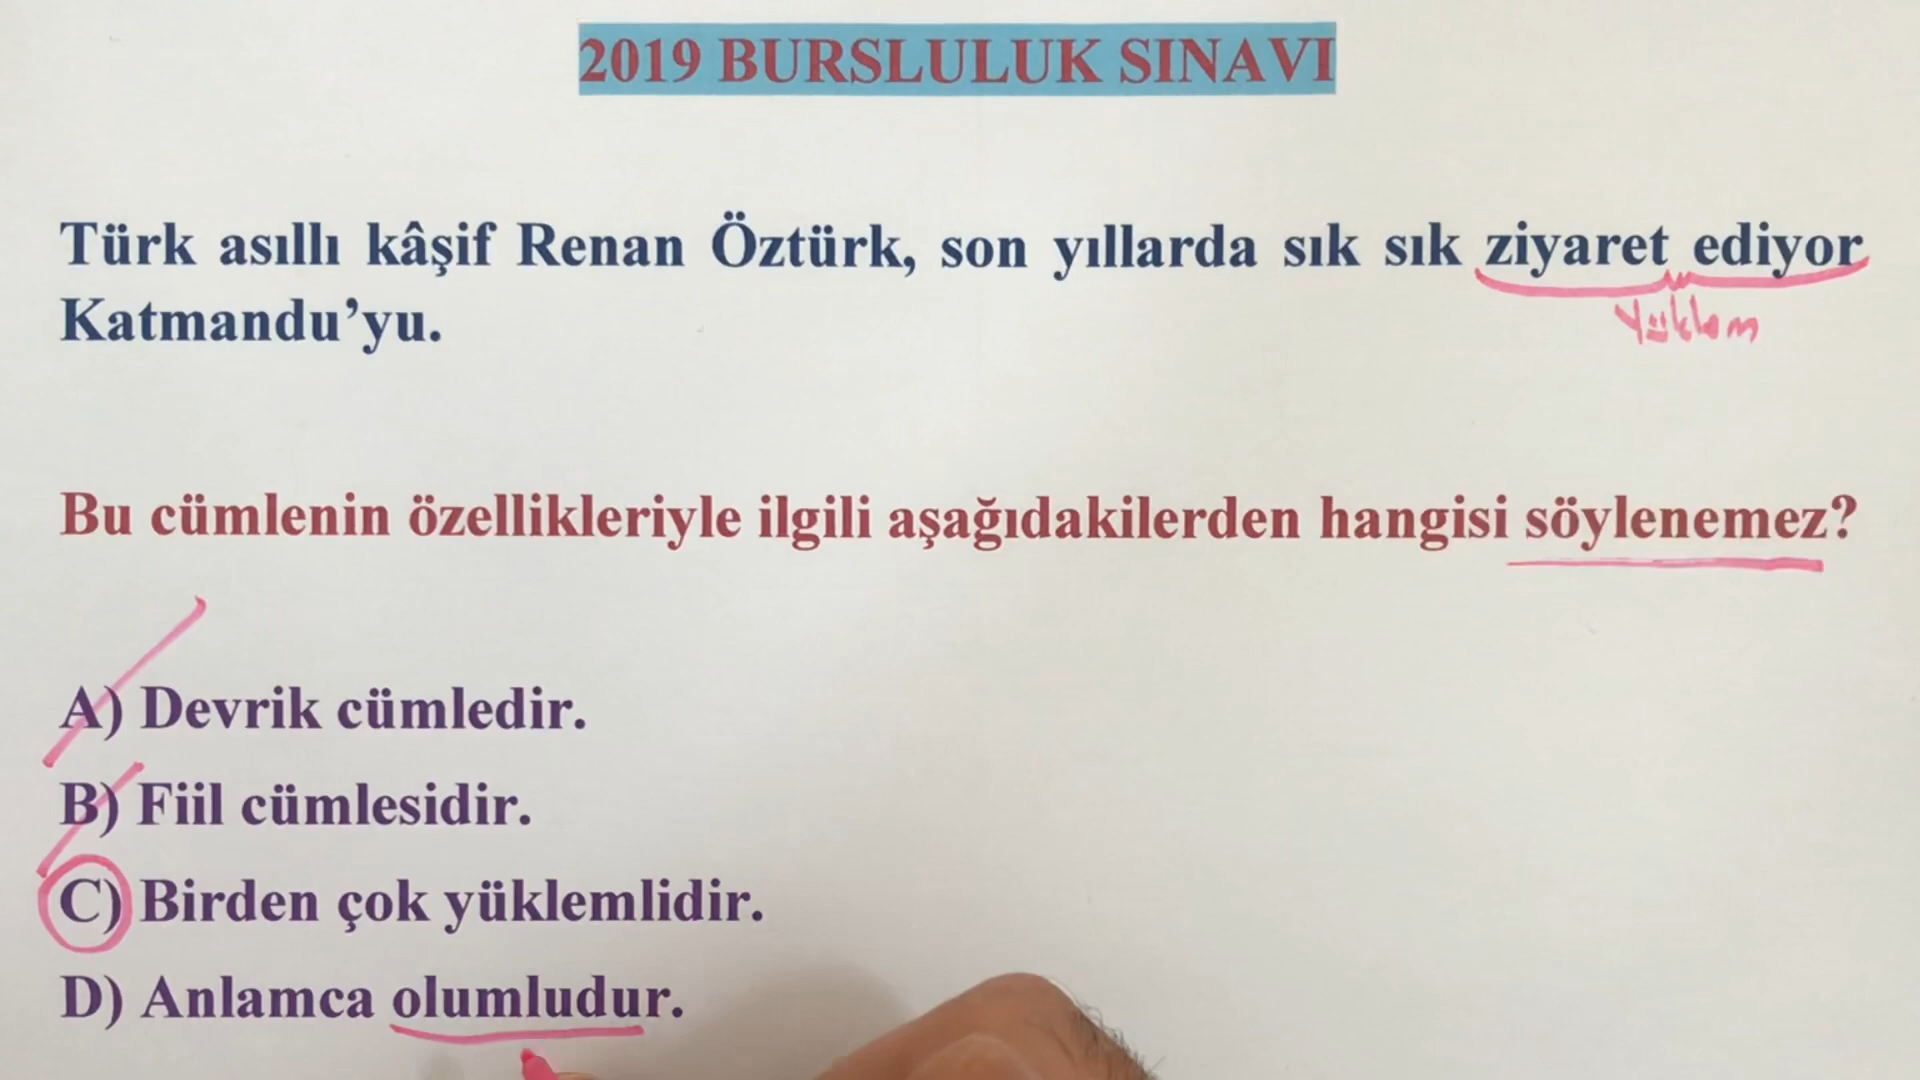 2019 BURSLULUK SINAVI
Türk asıllı kâşif Renan Öztürk, son yıllarda sık sık ziyaret ediyor
Katmandu’yu.
Yüklem
Bu cümlenin özellikleriyle ilgili aşağıdakilerden hangisi söylenemez?
A) Devrik cümledir.
B) Fiil cümlesidir.
C) Birden çok yüklemlidir.
D) Anlamca olumludur.